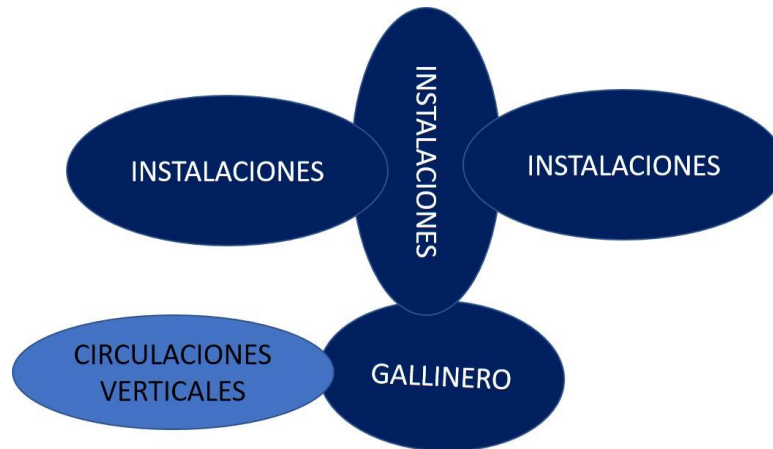 INSTALACIONES
INSTALACIONES
INSTALACIONES
CIRCULACIONES
VERTICALES
GALLINERO